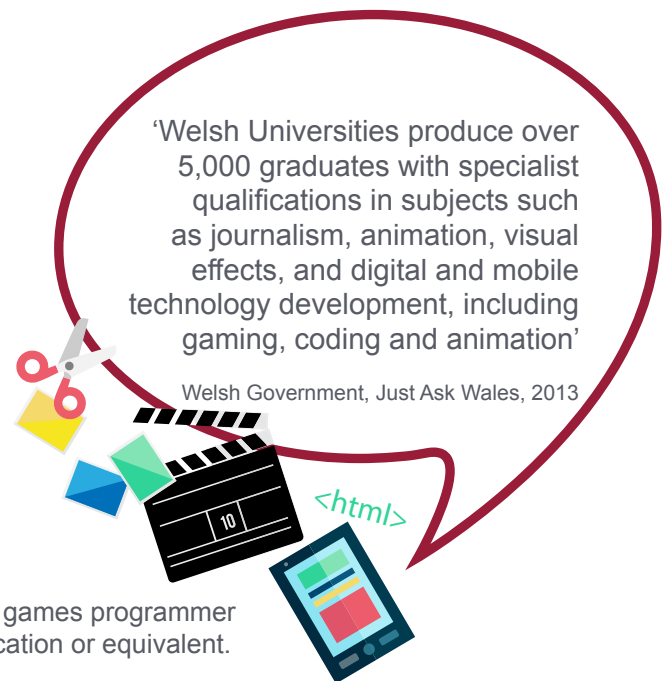 ‘Welsh Universities produce over
5,000 graduates with specialist
qualifications in subjects such
as journalism, animation, visual
effects, and digital and mobile
technology development, including
gaming, coding and animation’
Welsh Government, Just Ask Wales, 2013
10
<html>
games programmer
or equivalent.